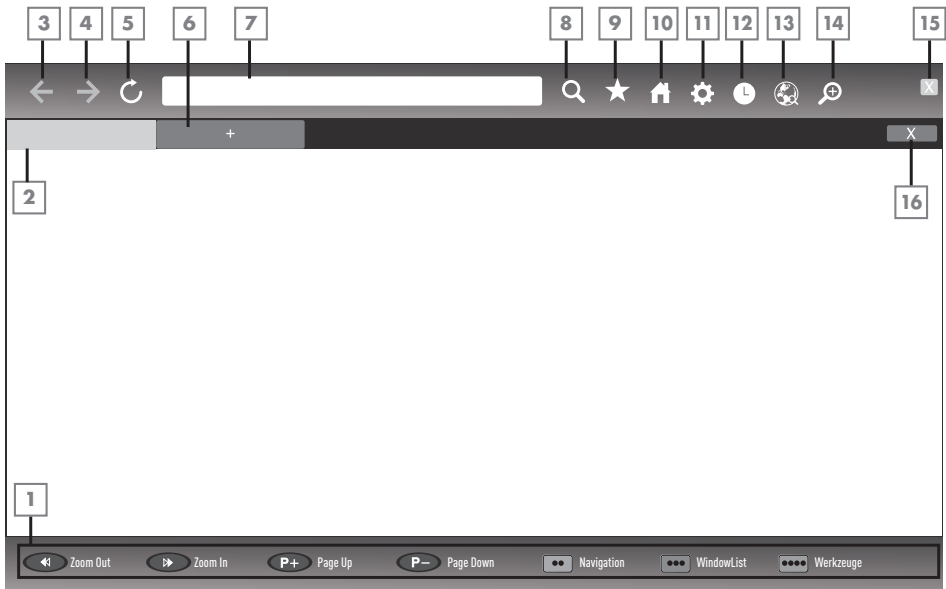 3 4 5 6 7 8 9 10 11 12 13 14 15
X
+ X
2 16
1
Zoom Out Zoom In P+ Page Up P– Page Down Navigation WindowList Werkzeuge